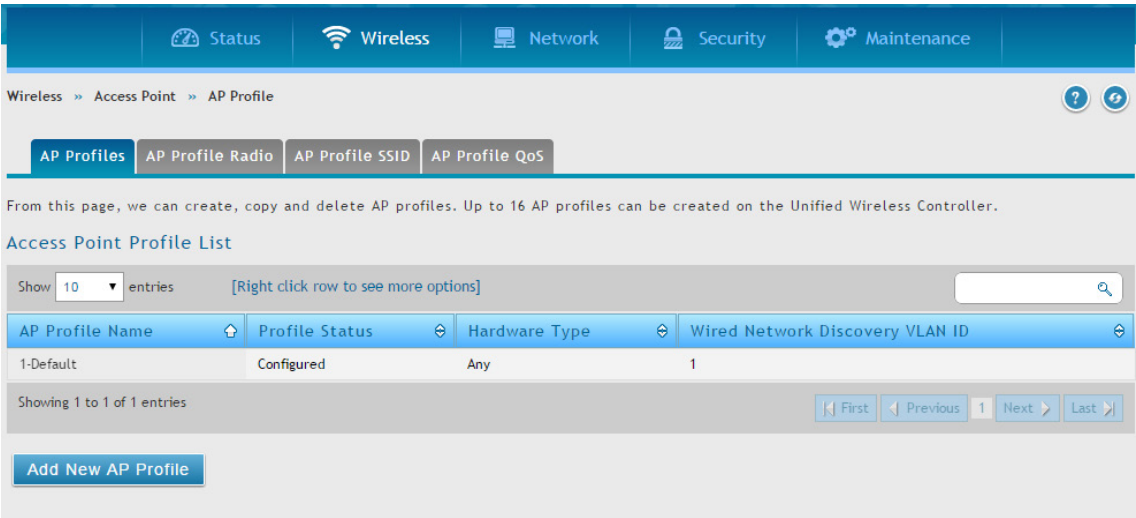 Status Wireless Network Security Maintenance
Wireless » Access Point » AP Profile
AP Profiles AP Profile Radio AP Profile SSID AP Profile QoS
From this page, we can create, copy and delete AP profiles. Up to 16 AP profiles can be created on the Unified Wireless Controller.
Access Point Profile List
Show 10 entries [Right click row to see more options]
AP Profile Name Profile Status Hardware Type Wired Network Discovery VLAN ID
1-Default Configured Any 1
Showing 1 to 1 of 1 entries First Previous 1 Next Last
Add New AP Profile